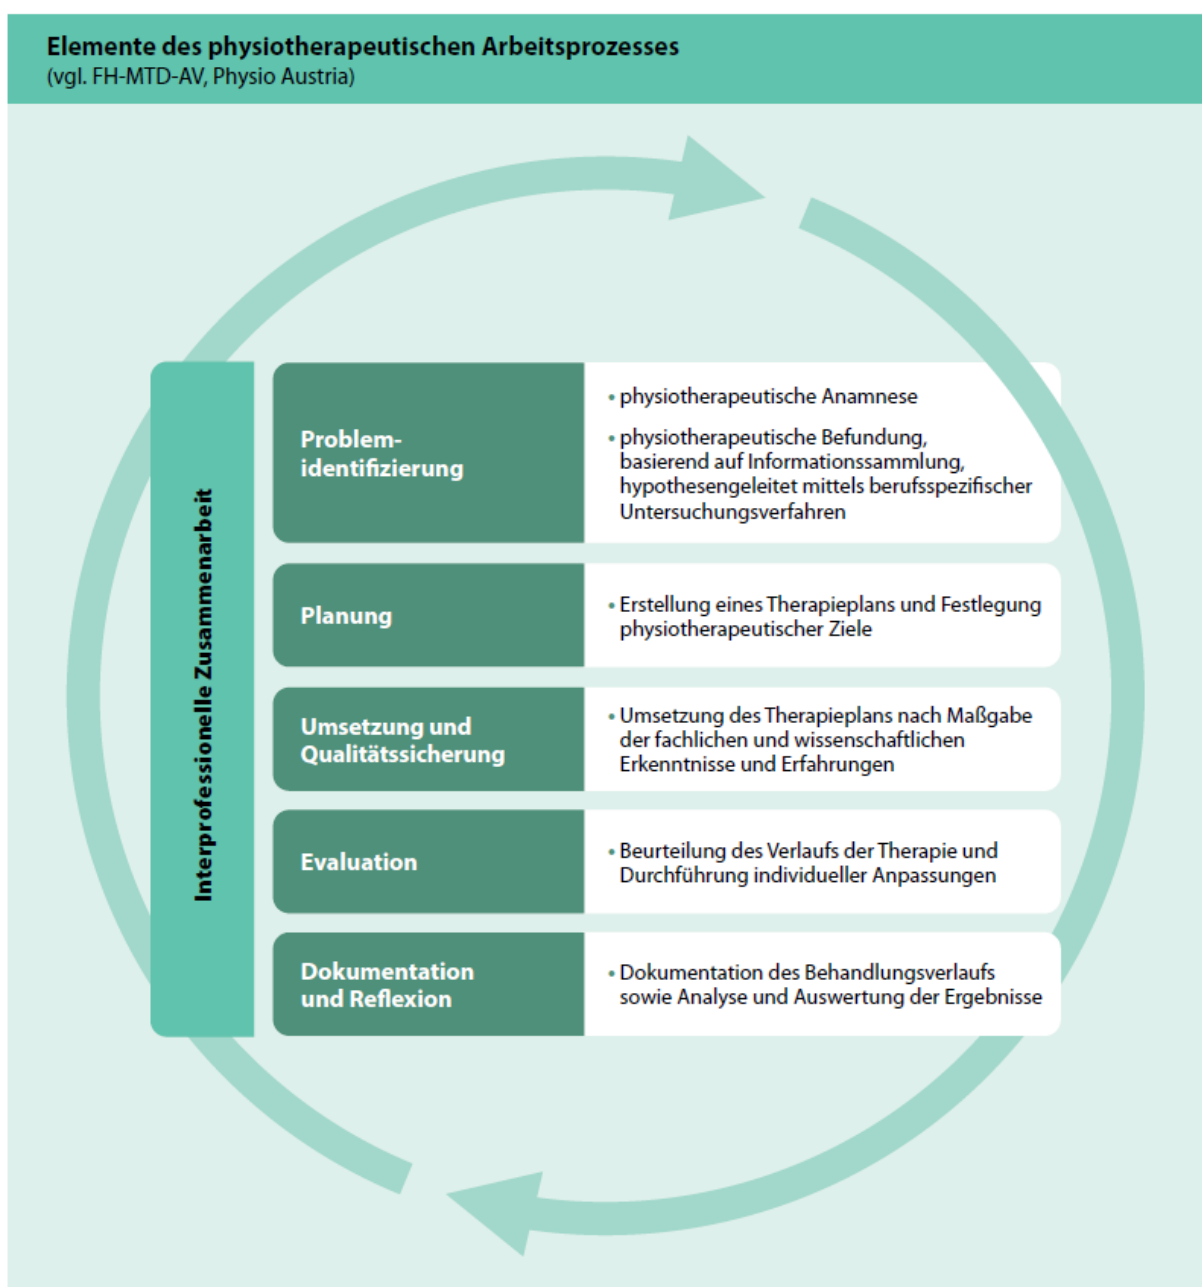 Elemente des physiotherapeutischen Arbeitsprozesses
(vgl. FH-MTD-AV, Physio Austria)
Interprofessionelle Zusammenarbeit
Problem-
identifizierung
• physiotherapeutische Anamnese
• physiotherapeutische Befundung,
basierend auf Informationssammlung,
hypothesengeleitet mittels berufsspezifischer
Untersuchungsverfahren
Planung
• Erstellung eines Therapieplans und Festlegung
physiotherapeutischer Ziele
Umsetzung und
Qualitätssicherung
• Umsetzung des Therapieplans nach Maßgabe
der fachlichen und wissenschaftlichen
Erkenntnisse und Erfahrungen
Evaluation
• Beurteilung des Verlaufs der Therapie und
Durchführung individueller Anpassungen
Dokumentation
und Reflexion
• Dokumentation des Behandlungsverlaufs
sowie Analyse und Auswertung der Ergebnisse